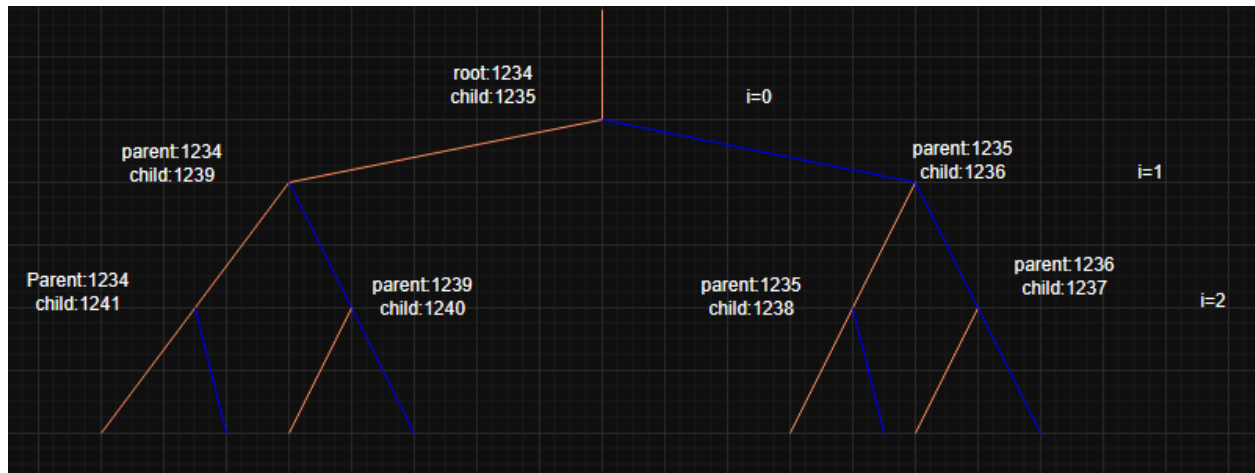 root:1234
child:1235
i=0
parent:1234
child:1239
parent:1235
child:1236
i=1
Parent:1234
child:1241
parent:1239
child:1240
parent:1235
child:1238
parent:1236
child:1237
i=2